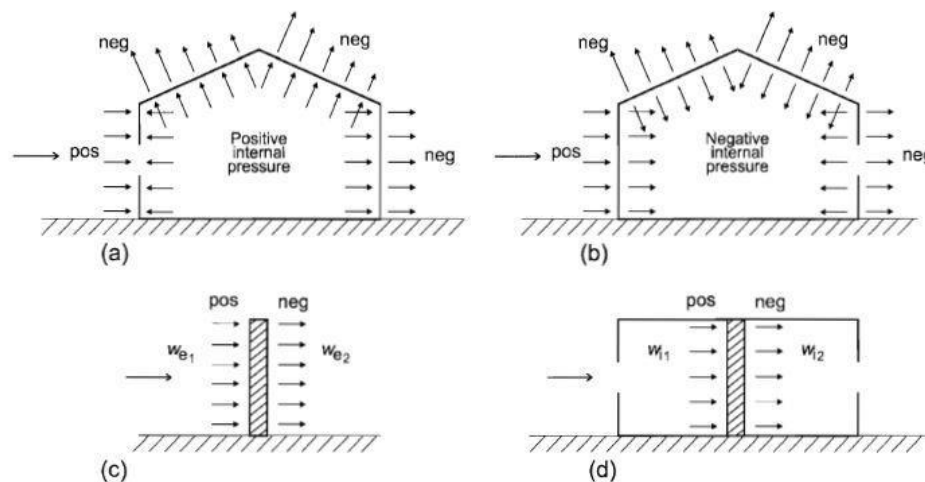 neg
neg
pos
Positive
internal
pressure
neg
(a)
neg
neg
pos
Negative
internal
pressure
neg
(b)
pos neg
we1
we2
(c)
pos neg
wi1
wi2
(d)